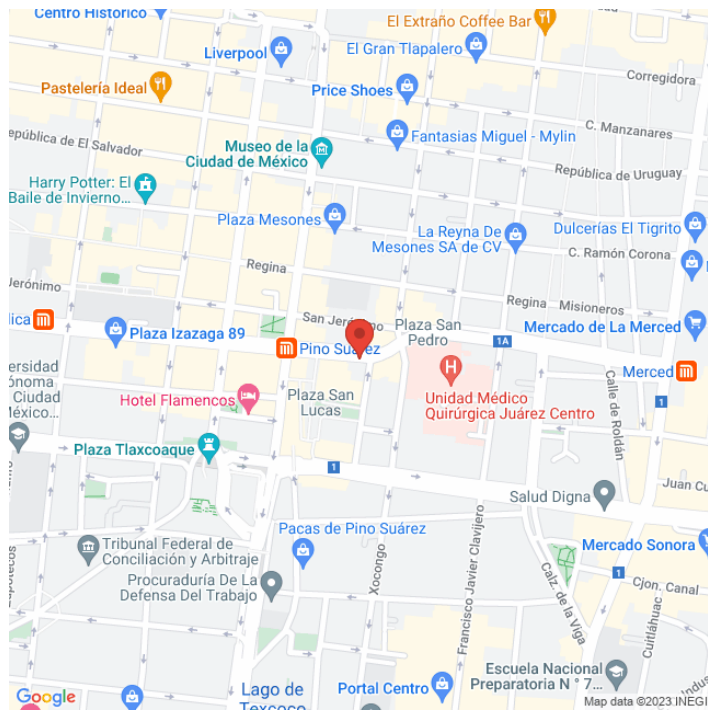 Centro Histórico
El Extraño Coffee Bar
Liverpool
El Gran Tlapalero
Corregidora
Pastelería Ideal
Price Shoes
C. Manzanares
República de El Salvador
Museo de la
Ciudad de México
Fantasias Miguel - Mylin
República de Uruguay
Harry Potter: El
Baile de Invierno...
Plaza Mesones
La Reyna De
Mesones SA de CV
Dulcerías El Tigrito
C. Ramón Corona
Regina
Jerónimo
Regina
Misioneros
San Jerónimo
Plaza San
Pedro
Mercado de La Merced
lica
Plaza Izazaga 89
Pino Suárez
1A
Merced
Unidad Médico
Quirúrgica Juárez Centro
Hotel Flamencos
Plaza San
Lucas
Calle de Roldán
1
versidad
ónoma
Ciudad
México...
Plaza Tlaxcoaque
1
Salud Digna
Juan Cu
Pacas de Pino Suárez
Francisco Javier Clavijero
Xocongo
Calz. de la Viga
Mercado Sonora
Tribunal Federal de
Conciliación y Arbitraje
Procuraduría De La
Defensa Del Trabajo
1
Cjon. Canal
Cuitláhuac
Escuela Nacional
Preparatoria N ° 7...
Portal Centro
Lago de
Texcoco
Indus
Google
Map data ©2023 INEGI